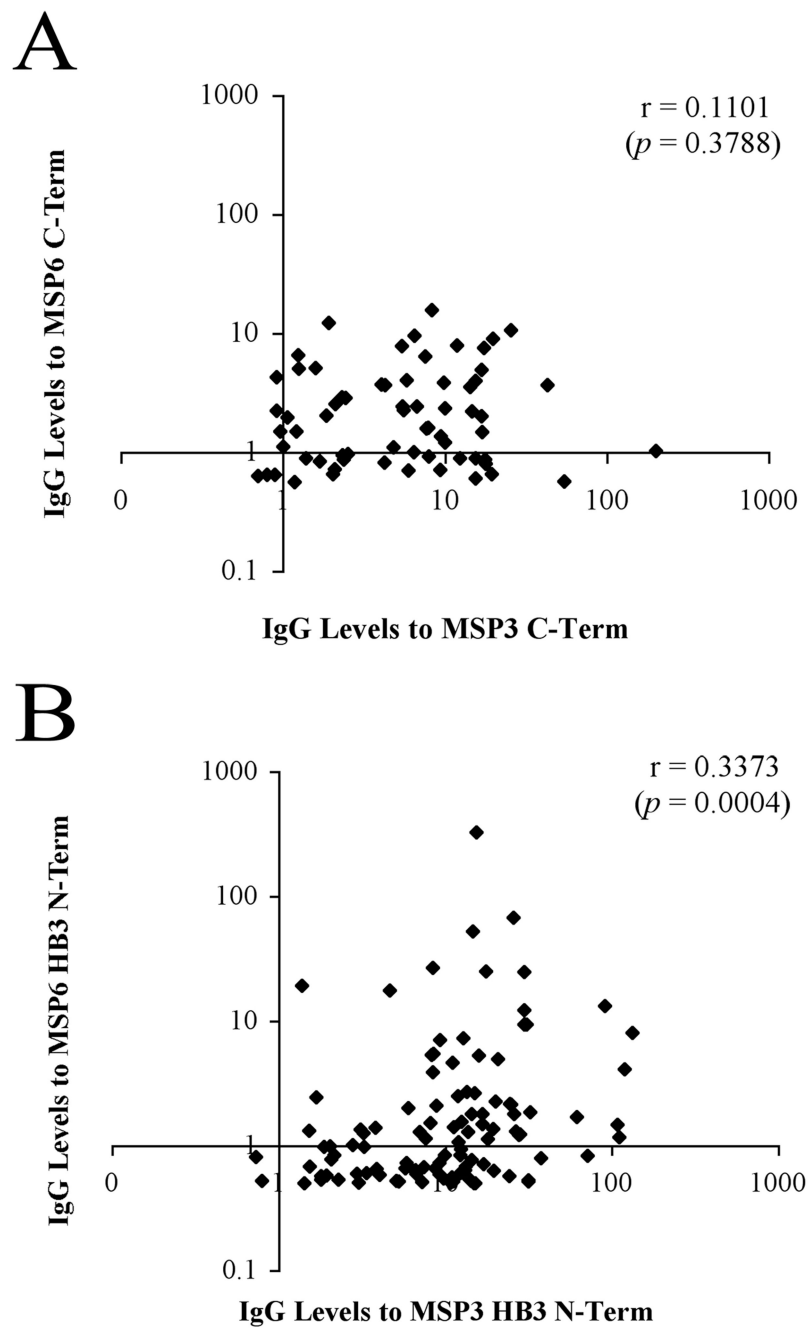 A
1000
r = 0.1101
(p = 0.3788)
100
10
1
0 1 10 100 1000
0.1
IgG Levels to MSP6 C-Term
IgG Levels to MSP3 C-Term
B
1000
r = 0.3373
(p = 0.0004)
100
10
1
0 1 10 100 1000
0.1
IgG Levels to MSP6 HB3 N-Term
IgG Levels to MSP3 HB3 N-Term